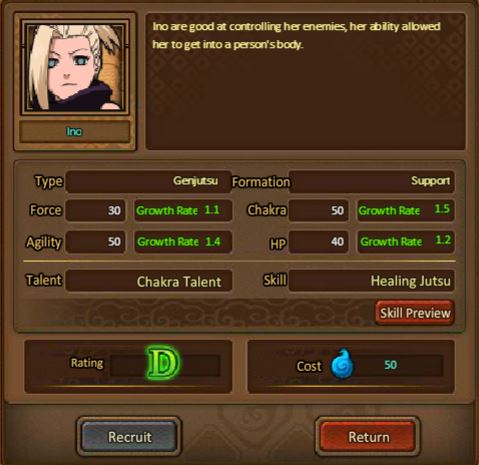 Ino are good at controlling her enemies, her ability allowed
her to get into a person's body.
Ino
Type Genjutsu Formation Support
Force 30 Growth Rate 1.1 Chakra 50 Growth Rate 1.5
Agility 50 Growth Rate 1.4 HP 40 Growth Rate 1.2
Talent Chakra Talent Skill Healing Jutsu
Skill Preview
Rating D Cost 50
Recruit Return